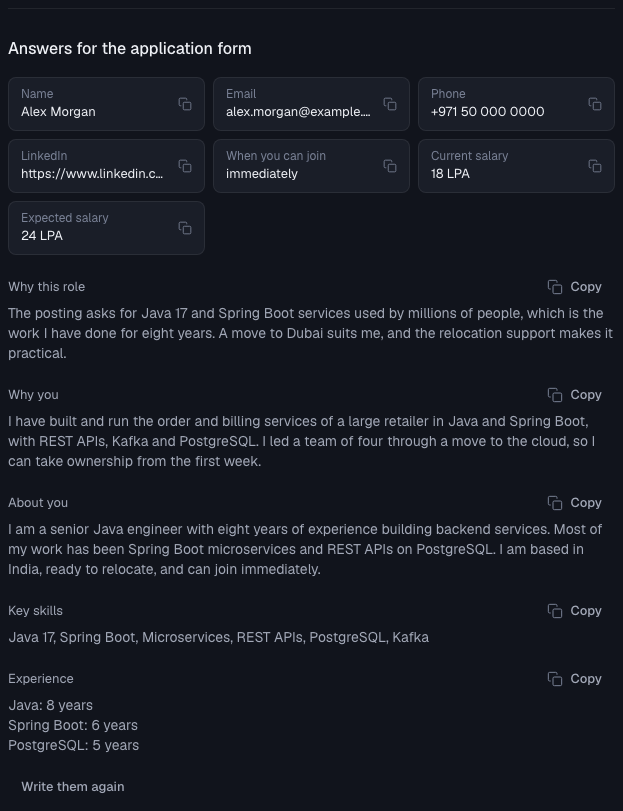 Answers for the application form
Name
Alex Morgan
Email
alex.morgan@example....
Phone
+971 50 000 0000
LinkedIn
https://www.linkedin.c...
When you can join
immediately
Current salary
18 LPA
Expected salary
24 LPA
Why this role
Copy
The posting asks for Java 17 and Spring Boot services used by millions of people, which is the
work I have done for eight years. A move to Dubai suits me, and the relocation support makes it
practical.
Why you
Copy
I have built and run the order and billing services of a large retailer in Java and Spring Boot,
with REST APIs, Kafka and PostgreSQL. I led a team of four through a move to the cloud, so I
can take ownership from the first week.
About you
Copy
I am a senior Java engineer with eight years of experience building backend services. Most of
my work has been Spring Boot microservices and REST APIs on PostgreSQL. I am based in
India, ready to relocate, and can join immediately.
Key skills
Copy
Java 17, Spring Boot, Microservices, REST APIs, PostgreSQL, Kafka
Experience
Copy
Java: 8 years
Spring Boot: 6 years
PostgreSQL: 5 years
Write them again